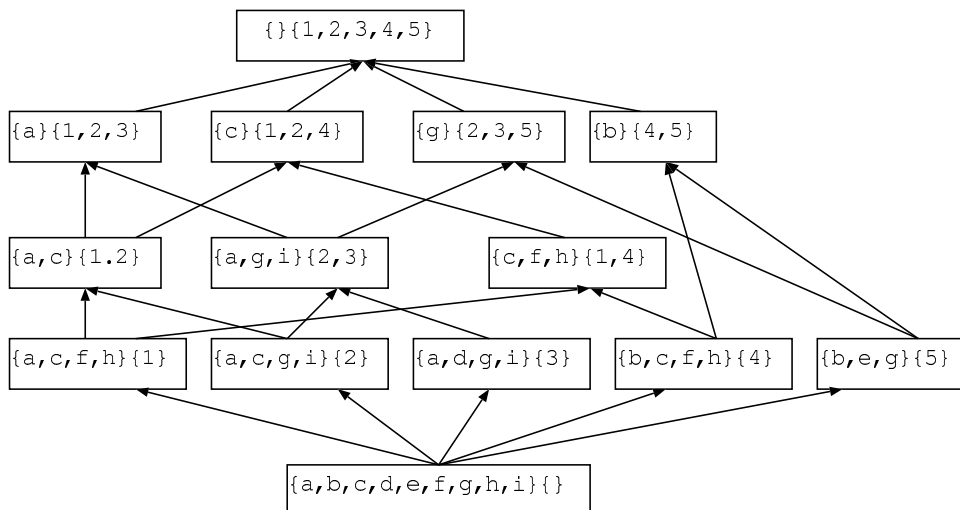 {}{1,2,3,4,5}
{a}{1,2,3} {c}{1,2,4} {g}{2,3,5} {b}{4,5}
{a,c}{1.2} {a,g,i}{2,3} {c,f,h}{1,4}
{a,c,f,h}{1} {a,c,g,i}{2} {a,d,g,i}{3} {b,c,f,h}{4} {b,e,g}{5}
{a,b,c,d,e,f,g,h,i}{}